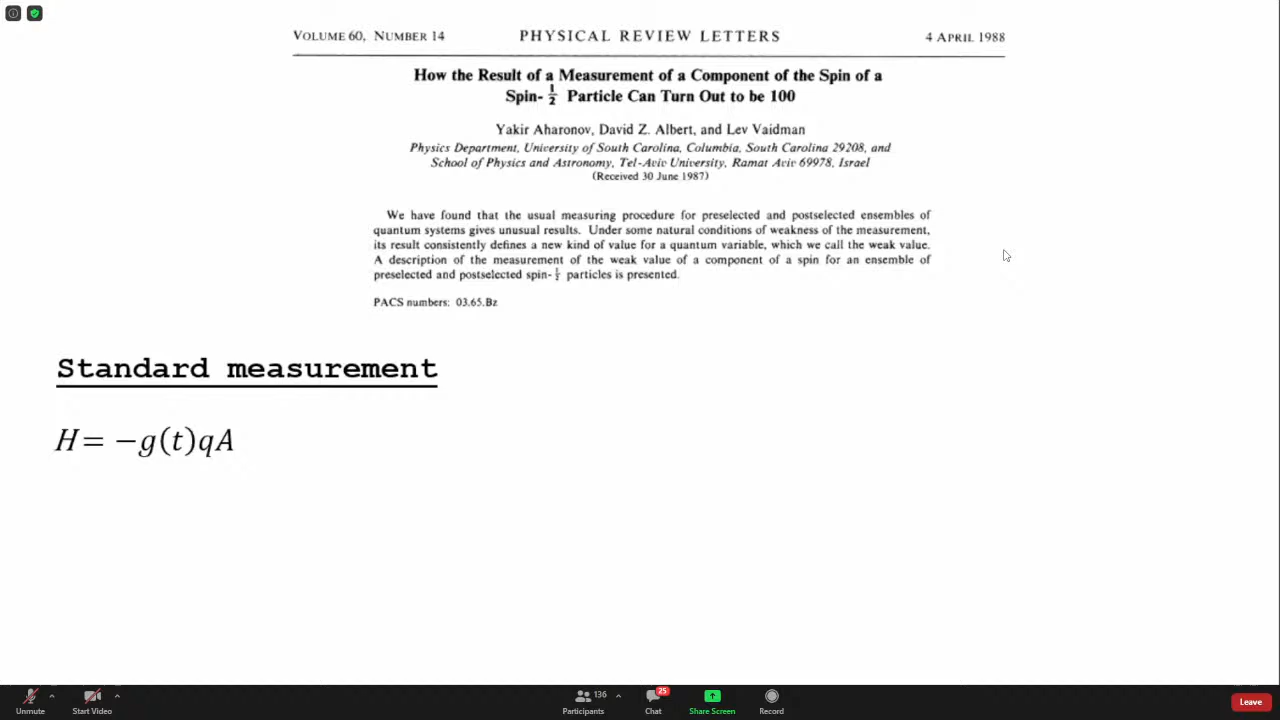 VOLUME 60, NUMBER 14 PHYSICAL REVIEW LETTERS 4 APRIL 1988
How the Result of a Measurement of a Component of the Spin of a
Spin-½ Particle Can Turn Out to be 100
Yakir Aharonov, David Z. Albert, and Lev Vaidman
Physics Department, University of South Carolina, Columbia, South Carolina 29208, and
School of Physics and Astronomy, Tel-Aviv University, Ramat Aviv 69978, Israel
(Received 30 June 1987)
We have found that the usual measuring procedure for preselected and postselected ensembles of
quantum systems gives unusual results. Under some natural conditions of weakness of the measurement,
its result consistently defines a new kind of value for a quantum variable, which we call the weak value.
A description of the measurement of the weak value of a component of a spin for an ensemble of
preselected and postselected spin-½ particles is presented.
PACS numbers: 03.65.Bz
Standard measurement
H= −g(t)qA
Unmute Start Video 136 Participants 25 Chat Share Screen Record Leave